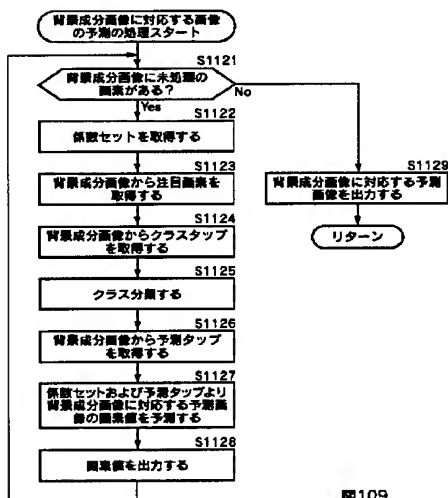 背景成分画像に対応する画像
の予測の処理スタート
S1121
背景成分画像に未処理の
画素がある?
No
Yes
S1122
係数セットを取得する
S1123
背景成分画像から注目画素を
取得する
S1124
背景成分画像からクラスタップ
を取得する
S1125
クラス分類する
S1126
背景成分画像から予測タップ
を取得する
S1127
係数セットおよび予測タップより
背景成分画像に対応する予測画
像の画素値を予測する
S1128
画素値を出力する
S1129
背景成分画像に対応する予測
画像を出力する
リターン
図109